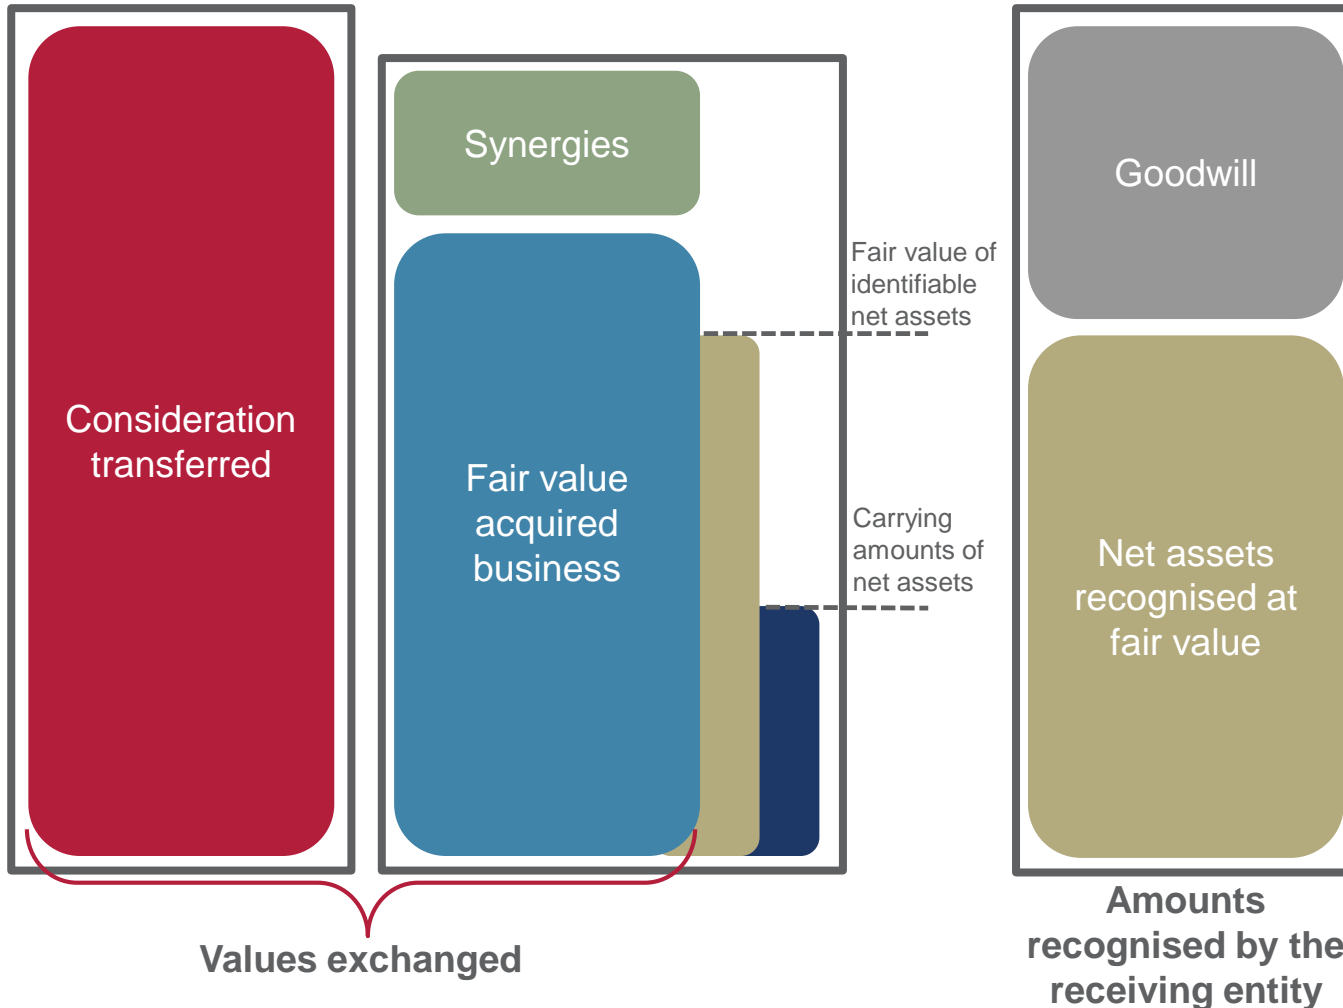 Consideration
transferred
Synergies
Fair value
acquired
business
Fair value of
identifiable
net assets
Carrying
amounts of
net assets
Goodwill
Net assets
recognised at
fair value
Values exchanged
Amounts
recognised by the
receiving entity